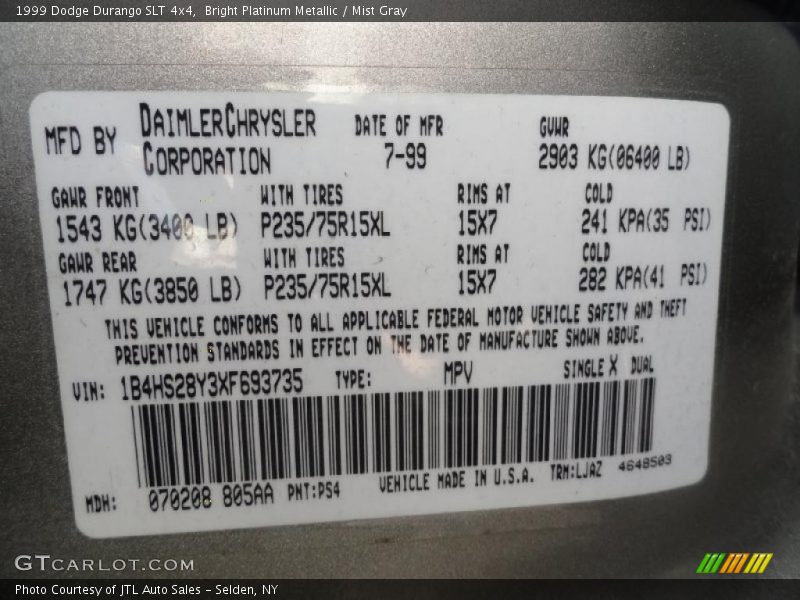 1999 Dodge Durango SLT 4x4, Bright Platinum Metallic / Mist Gray
MFD BY DAIMLERCHRYSLER CORPORATION DATE OF MFR 7-99 GVWR 2903 KG(06400 LB)
GAWR FRONT WITH TIRES RIMS AT COLD
1543 KG(3400 LB) P235/75R15XL 15X7 241 KPA(35 PSI)
GAWR REAR WITH TIRES RIMS AT COLD
1747 KG(3850 LB) P235/75R15XL 15X7 282 KPA(41 PSI)
THIS VEHICLE CONFORMS TO ALL APPLICABLE FEDERAL MOTOR VEHICLE SAFETY AND THEFT
PREVENTION STANDARDS IN EFFECT ON THE DATE OF MANUFACTURE SHOWN ABOVE.
VIN: 1B4HS28Y3XF693735 TYPE: MPV SINGLE X DUAL
MDH: 070208 805AA PNT:PS4 VEHICLE MADE IN U.S.A. TRM:LJAZ 4648503
GTCARLOT.COM
Photo Courtesy of JTL Auto Sales - Selden, NY